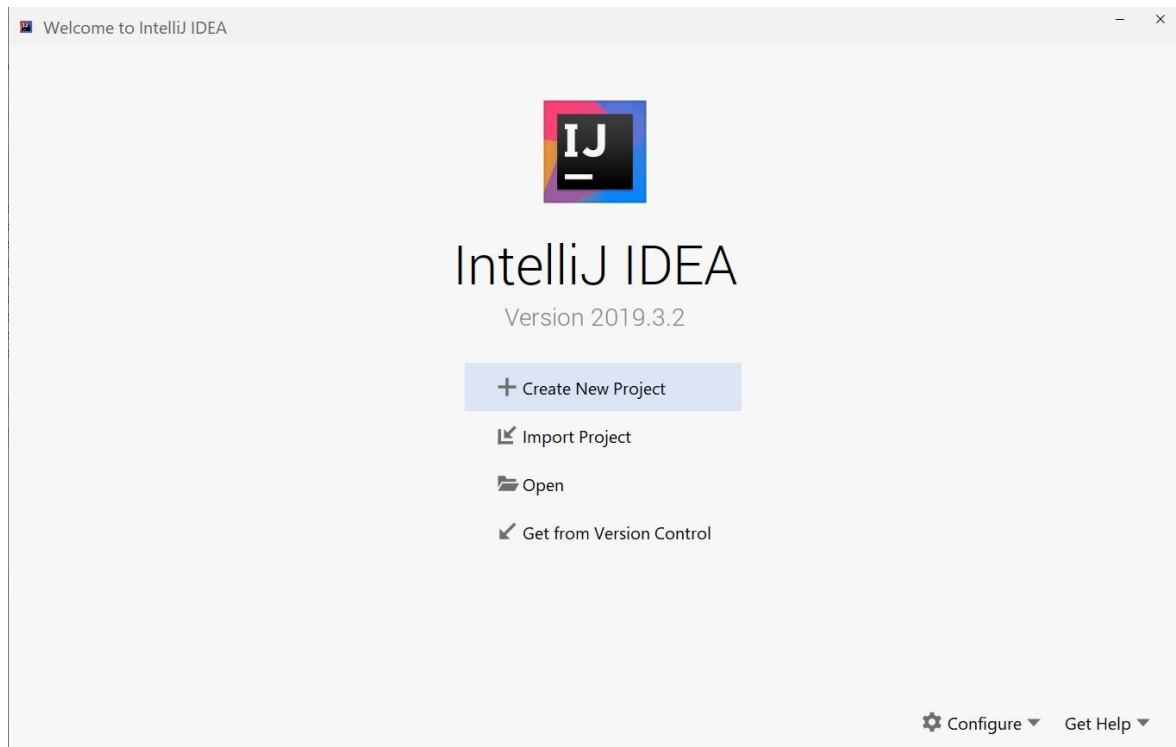 Welcome to IntelliJ IDEA
IJ
IntelliJ IDEA
Version 2019.3.2
Create New Project
Import Project
Open
Get from Version Control
Configure Get Help